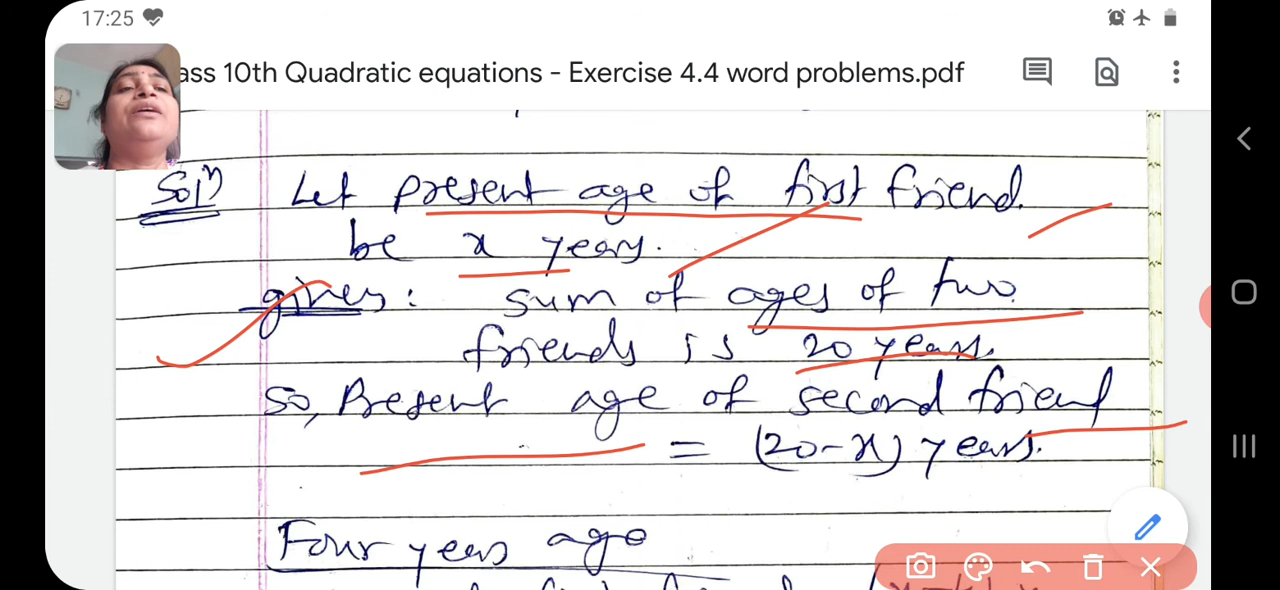 17:25
ass 10th Quadratic equations - Exercise 4.4 word problems.pdf
Soln Let present age of first friend.
be x years.
given: sum of ages of two
friends is 20 years.
So, Present age of second friend
= (20-x) years.
Four years ago